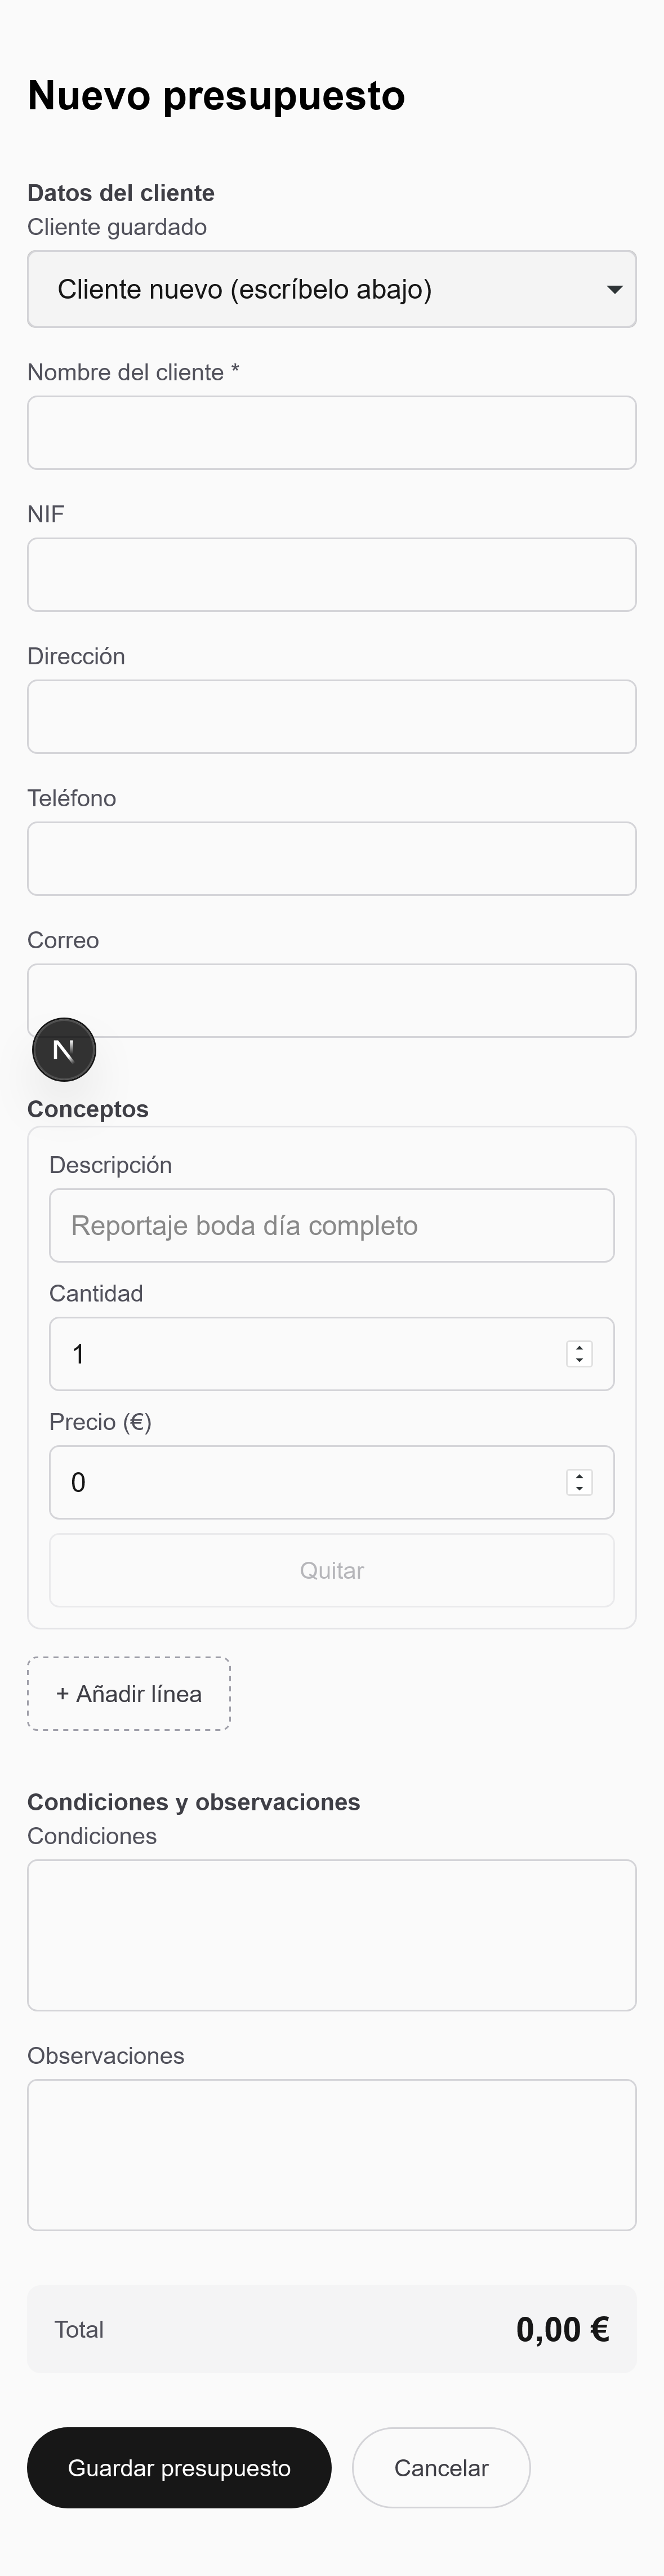 Nuevo presupuesto
Datos del cliente
Cliente guardado
Cliente nuevo (escríbelo abajo)
Nombre del cliente *
NIF
Dirección
Teléfono
Correo
N
Conceptos
Descripción
Reportaje boda día completo
Cantidad
1
Precio (€)
0
Quitar
+ Añadir línea
Condiciones y observaciones
Condiciones
Observaciones
Total 0,00 €
Guardar presupuesto Cancelar